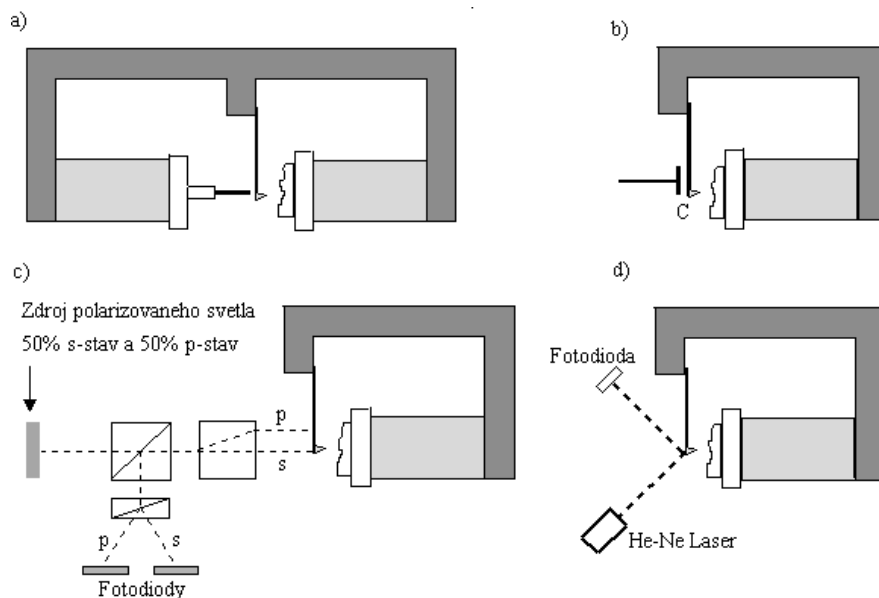 a)
b)
C
c)
Zdroj polarizovaneho svetla
50% s-stav a 50% p-stav
p
s
p
s
Fotodiody
d)
Fotodioda
He-Ne Laser